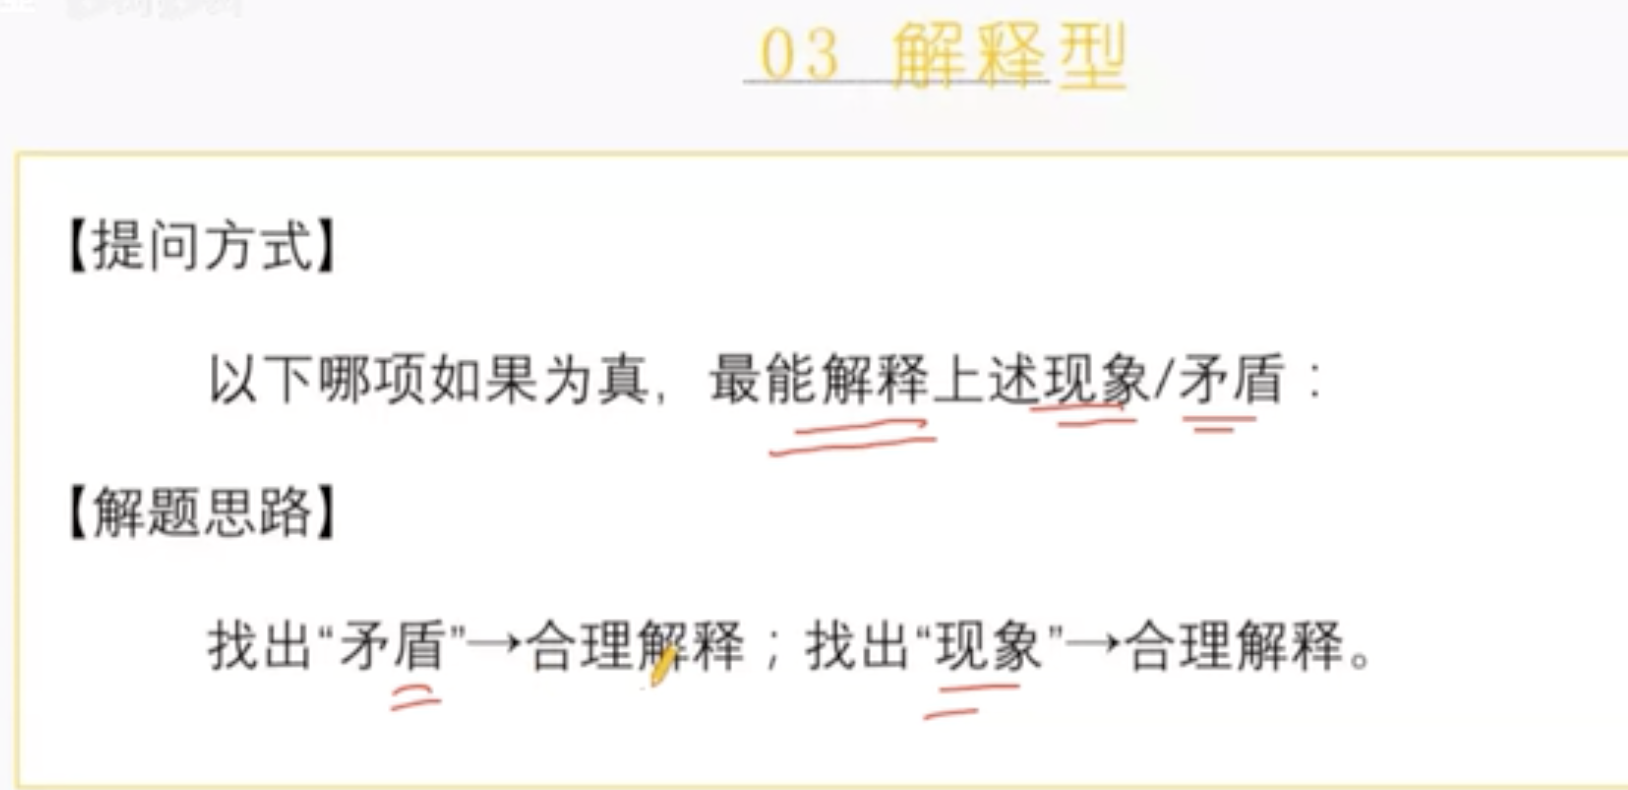 03 解释型
【提问方式】
以下哪项如果为真，最能解释上述现象/矛盾：
【解题思路】
找出“矛盾”→合理解释；找出“现象”→合理解释。